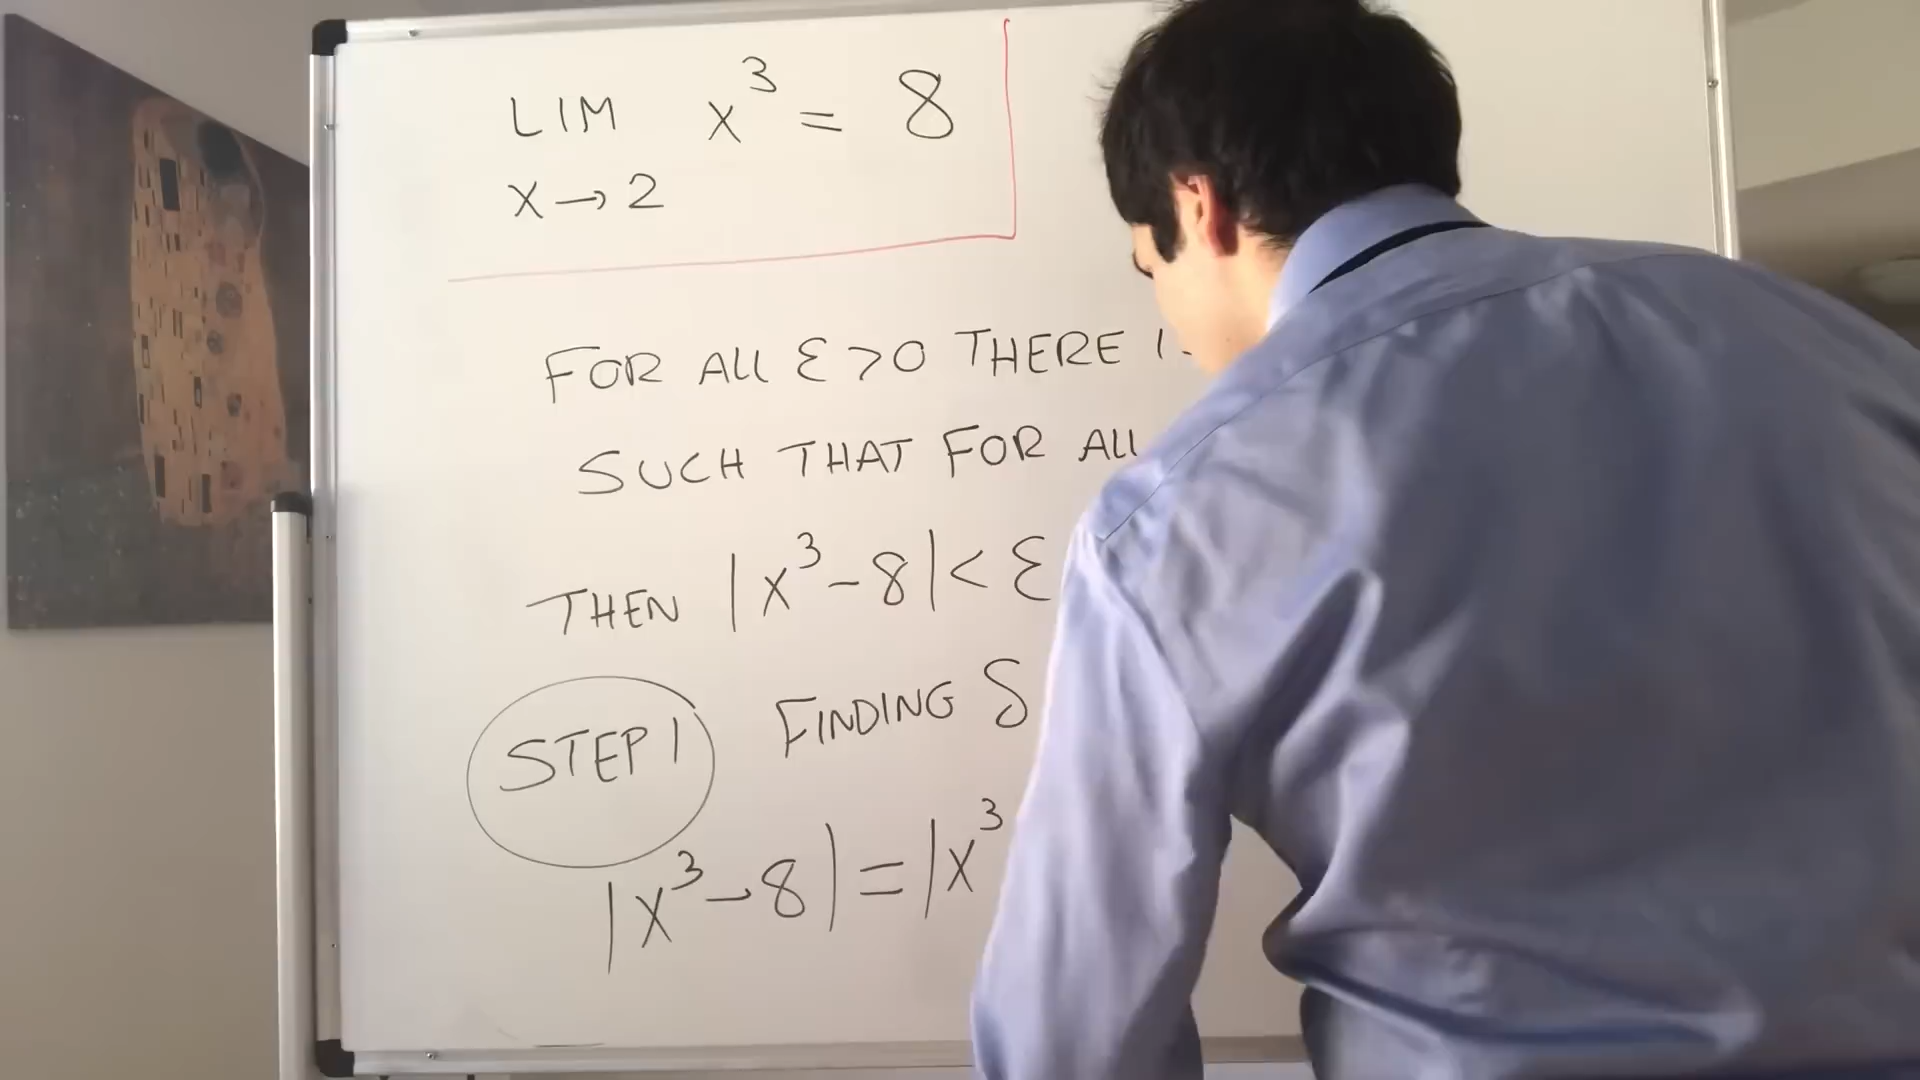 LIM x³ = 8
x→2
FOR ALL ε>0 THERE
SUCH THAT FOR ALL
THEN |x³-8|<ε
STEP 1 FINDING δ
|x³-8|=|x³